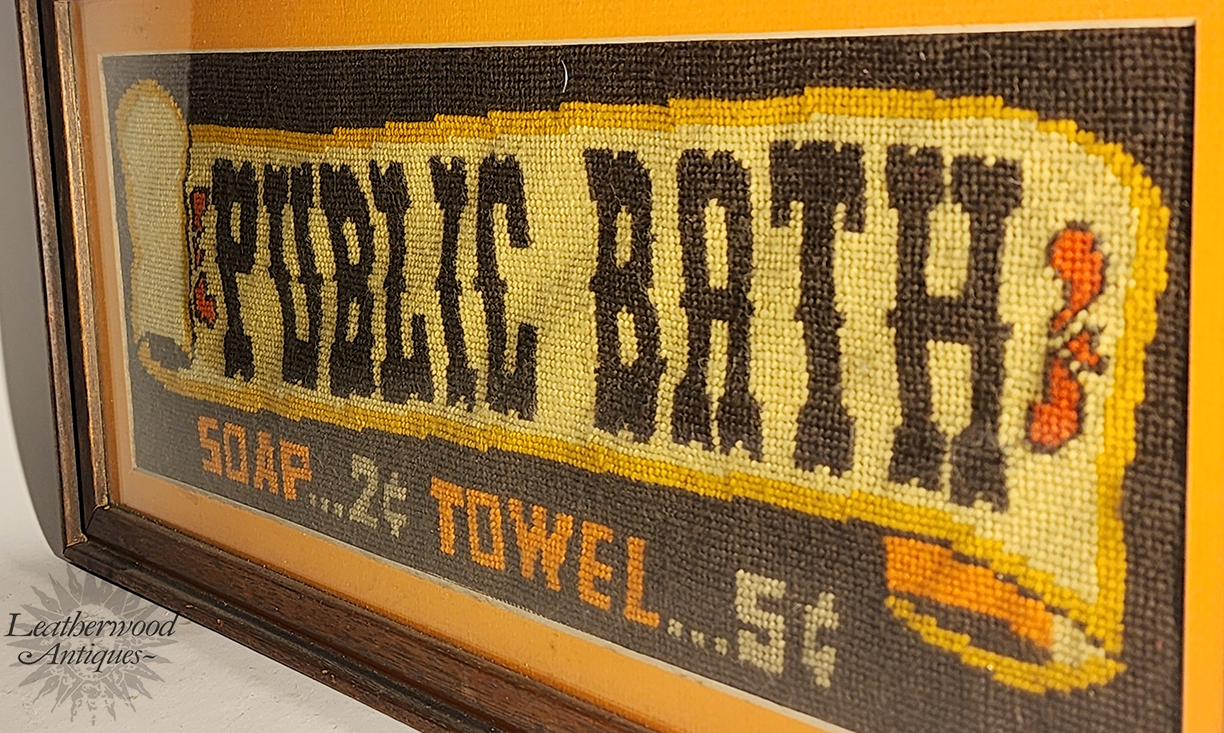 PUBLIC BATH
SOAP...2¢ TOWEL...5¢
Leatherwood
Antiques~